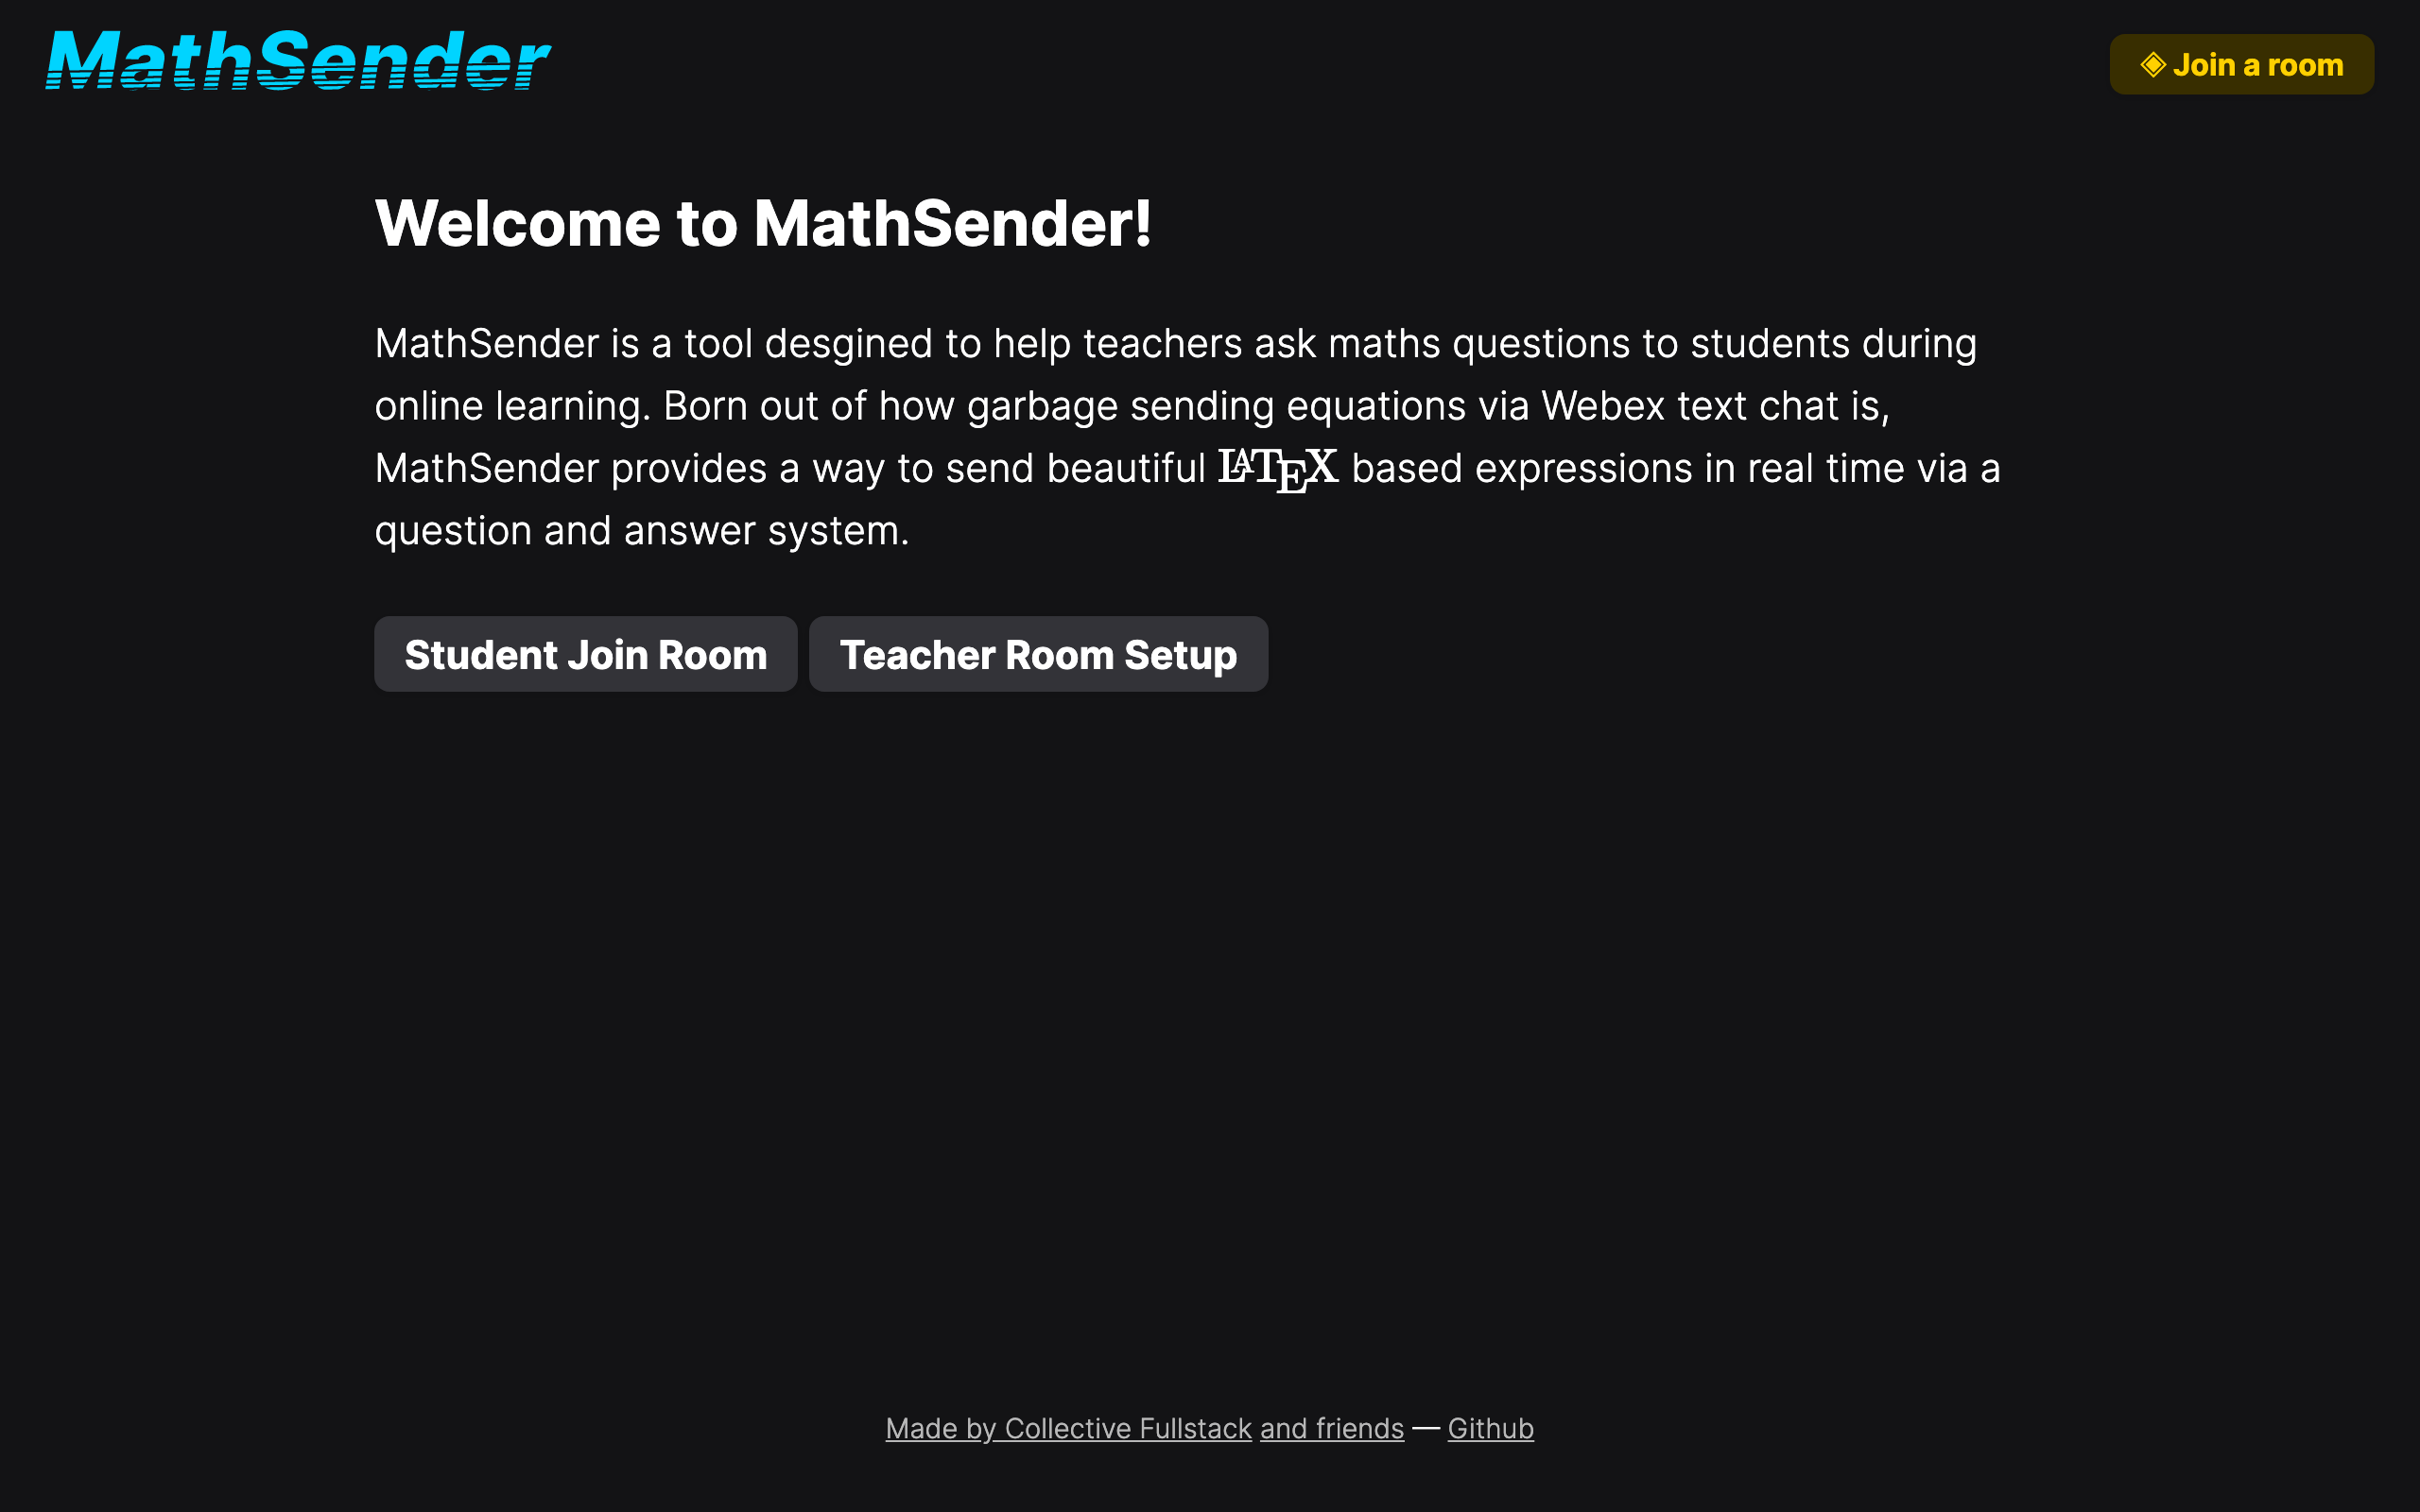 MathSender
◈ Join a room
Welcome to MathSender!
MathSender is a tool desgined to help teachers ask maths questions to students during
online learning. Born out of how garbage sending equations via Webex text chat is,
MathSender provides a way to send beautiful LATEX based expressions in real time via a
question and answer system.
Student Join Room
Teacher Room Setup
Made by Collective Fullstack and friends — Github